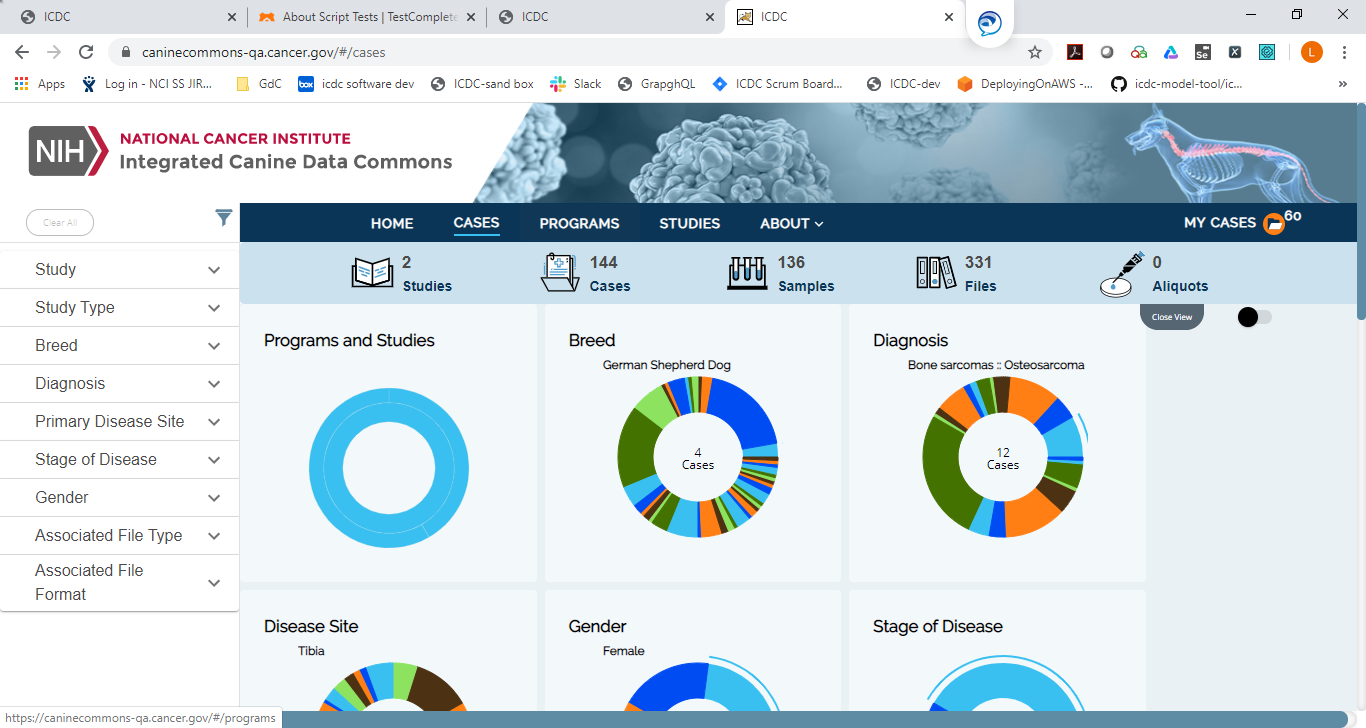 ICDC
About Script Tests | TestComplete
ICDC
ICDC
caninecommons-qa.cancer.gov/#/cases
Apps
Log in - NCI SS JIR...
GdC
box
icdc software dev
ICDC-sand box
Slack
GrapghQL
ICDC Scrum Board...
ICDC-dev
DeployingOnAWS -...
icdc-model-tool/ic...
»
Se
X
L
NIH
NATIONAL CANCER INSTITUTE
Integrated Canine Data Commons
Clear All
HOME
CASES
PROGRAMS
STUDIES
ABOUT
MY CASES
60
2
Studies
144
Cases
136
Samples
331
Files
0
Aliquots
Close View
Study
Study Type
Breed
Diagnosis
Primary Disease Site
Stage of Disease
Gender
Associated File Type
Associated File
Format
Programs and Studies
Breed
German Shepherd Dog
4
Cases
Diagnosis
Bone sarcomas :: Osteosarcoma
12
Cases
Disease Site
Tibia
Gender
Female
Stage of Disease
https://caninecommons-qa.cancer.gov/#/programs